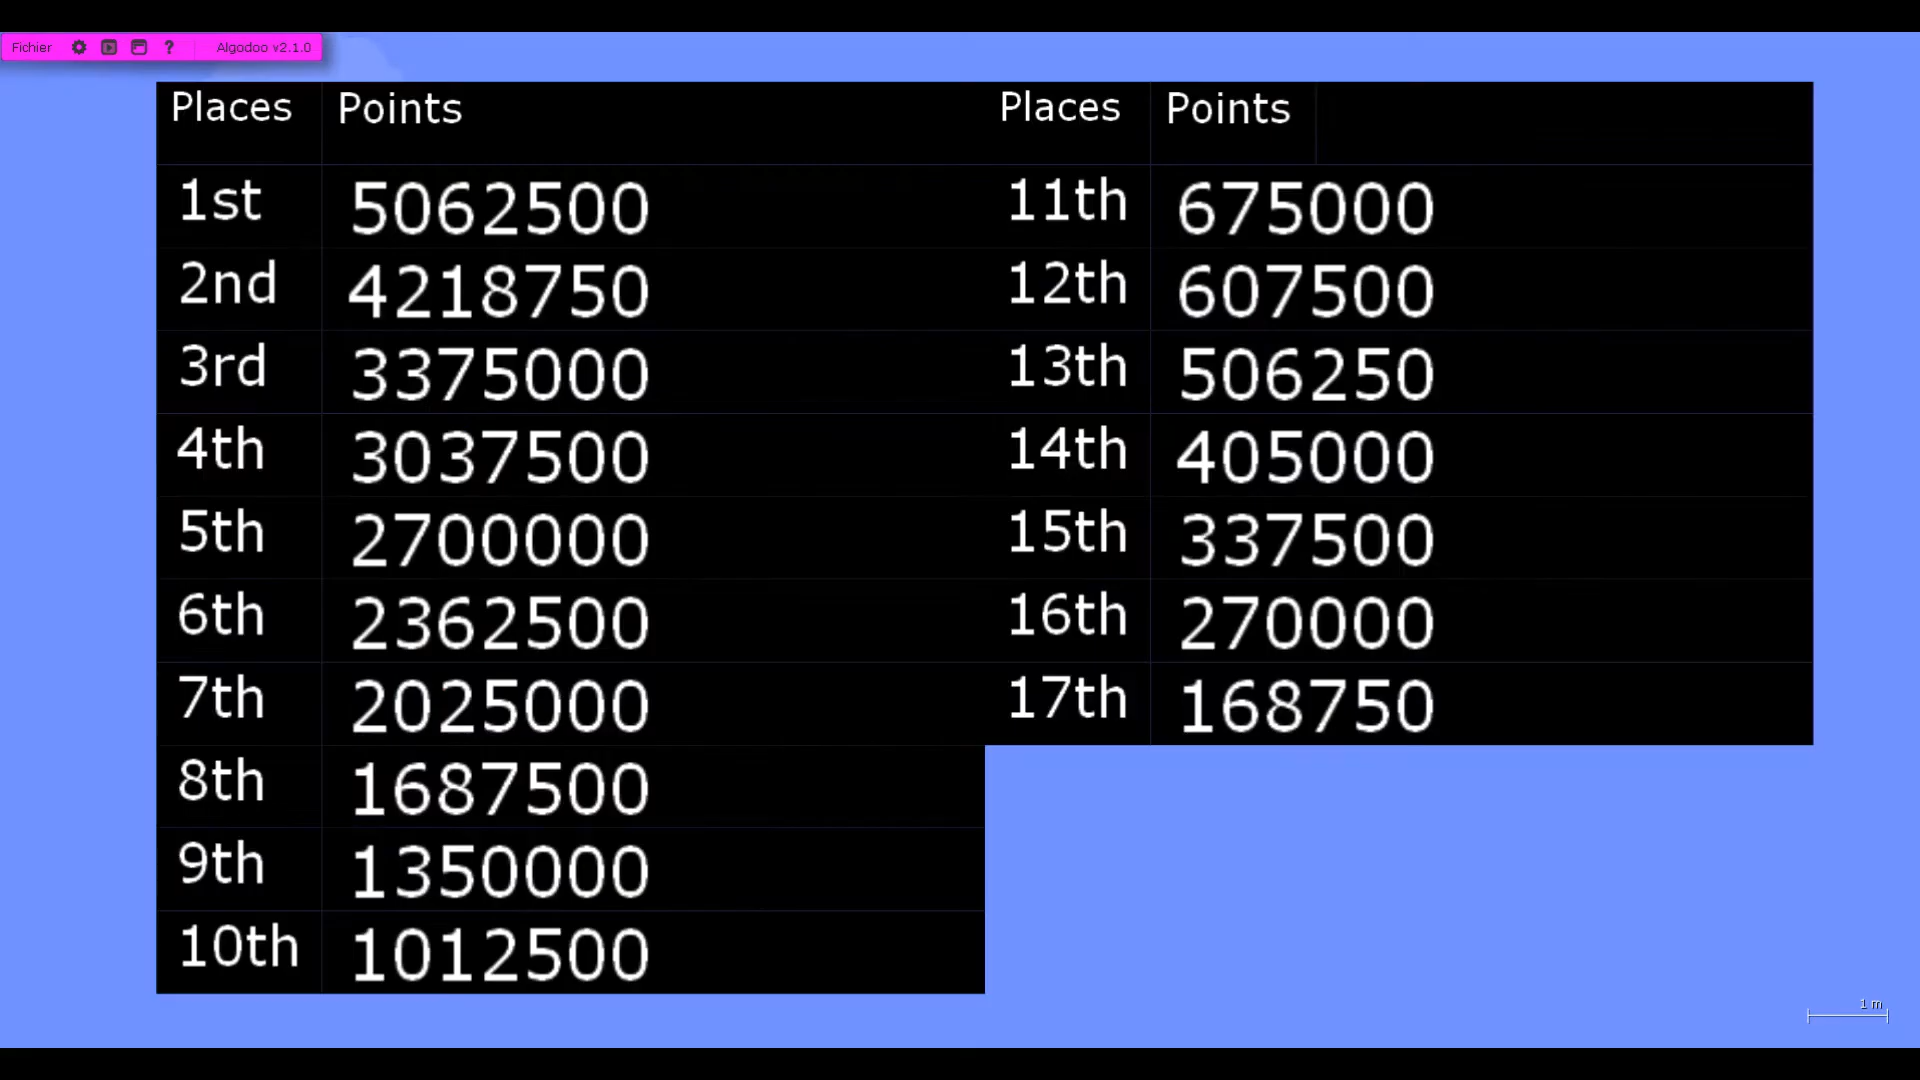 Fichier ? Algodoo v2.1.0
Places Points Places Points
1st 5062500 11th 675000
2nd 4218750 12th 607500
3rd 3375000 13th 506250
4th 3037500 14th 405000
5th 2700000 15th 337500
6th 2362500 16th 270000
7th 2025000 17th 168750
8th 1687500
9th 1350000
10th 1012500
1 m